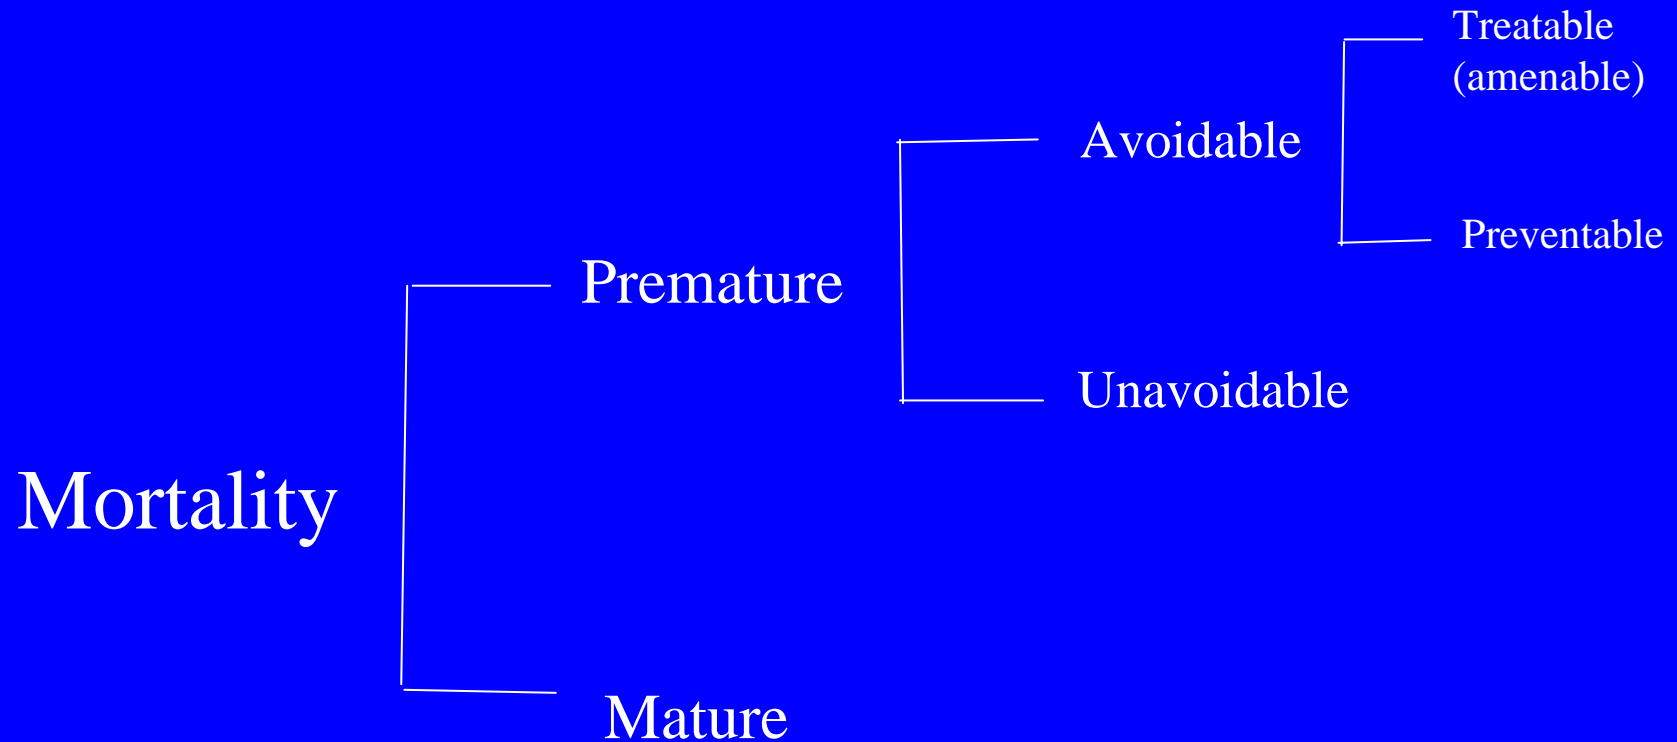 Treatable
(amenable)
Avoidable
Preventable
Premature
Unavoidable
Mortality
Mature